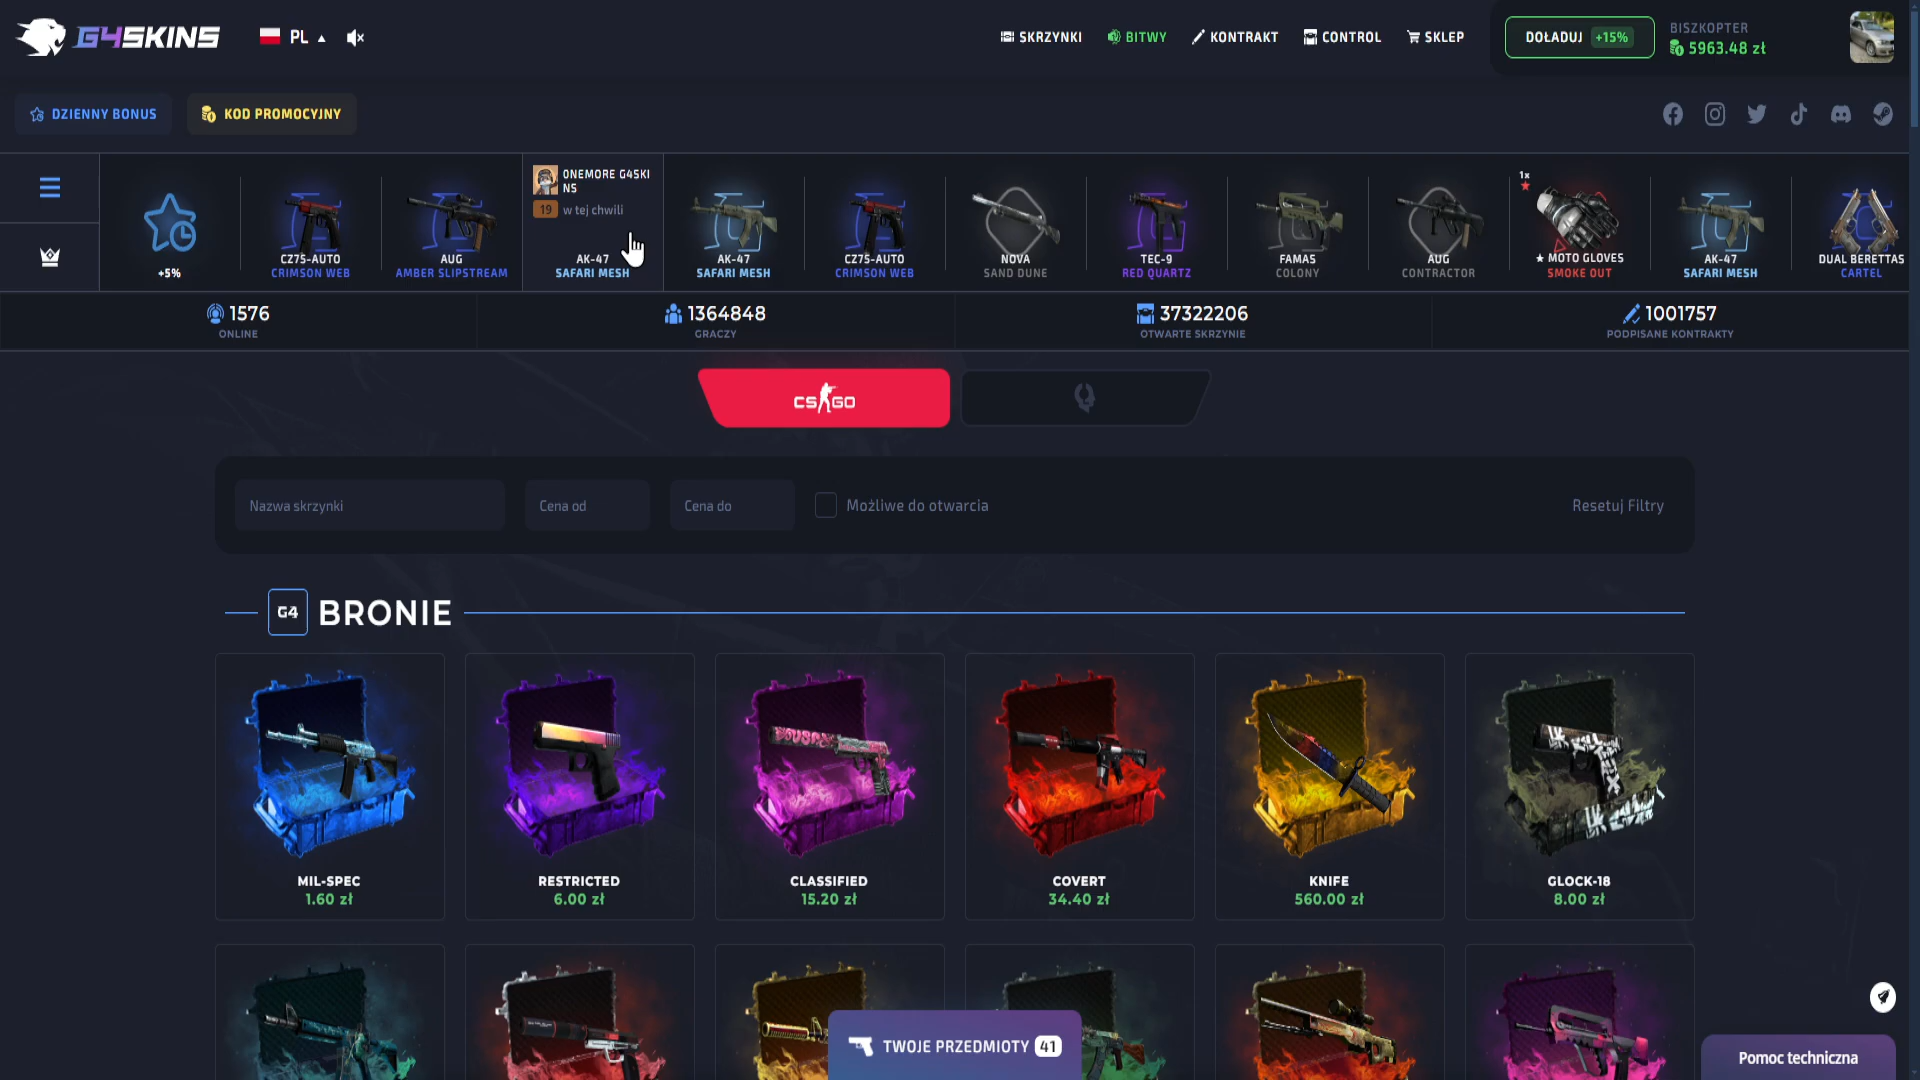 G4SKINS
PL
SKRZYNKI
BITWY
KONTRAKT
CONTROL
SKLEP
DOŁADUJ +15%
BISZKOPTER
5963.48 zł
DZIENNY BONUS
KOD PROMOCYJNY
+5%
CZ75-AUTO
CRIMSON WEB
AUG
AMBER SLIPSTREAM
ONEMORE G4SKI
NS
19 w tej chwili
AK-47
SAFARI MESH
AK-47
SAFARI MESH
CZ75-AUTO
CRIMSON WEB
NOVA
SAND DUNE
TEC-9
RED QUARTZ
FAMAS
COLONY
AUG
CONTRACTOR
1x
★ MOTO GLOVES
SMOKE OUT
AK-47
SAFARI MESH
DUAL BERETTAS
CARTEL
1576
ONLINE
1364848
GRACZY
37322206
OTWARTE SKRZYNIE
1001757
PODPISANE KONTRAKTY
CS GO
Nazwa skrzynki
Cena od
Cena do
Możliwe do otwarcia
Resetuj Filtry
G4 BRONIE
MIL-SPEC
1.60 zł
RESTRICTED
6.00 zł
CLASSIFIED
15.20 zł
COVERT
34.40 zł
KNIFE
560.00 zł
GLOCK-18
8.00 zł
TWOJE PRZEDMIOTY 41
Pomoc techniczna